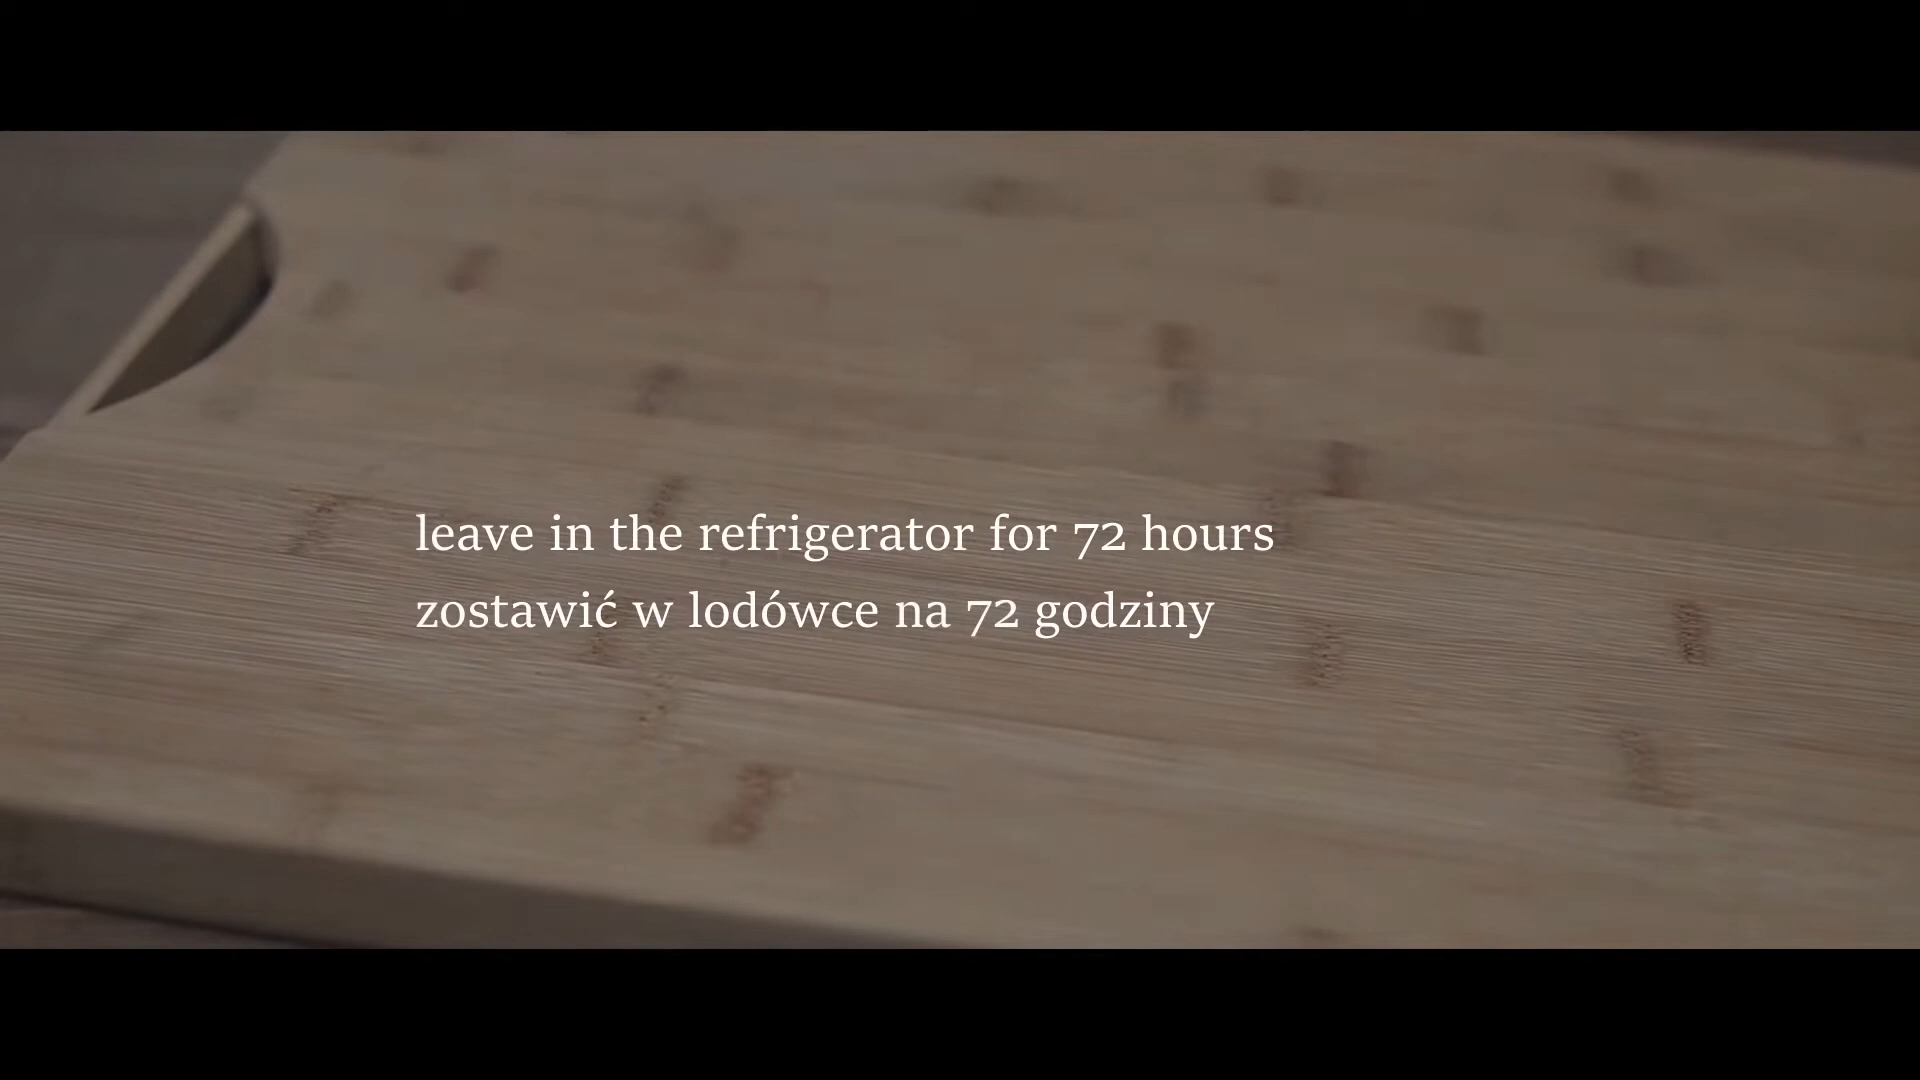 leave in the refrigerator for 72 hours
zostawić w lodówce na 72 godziny